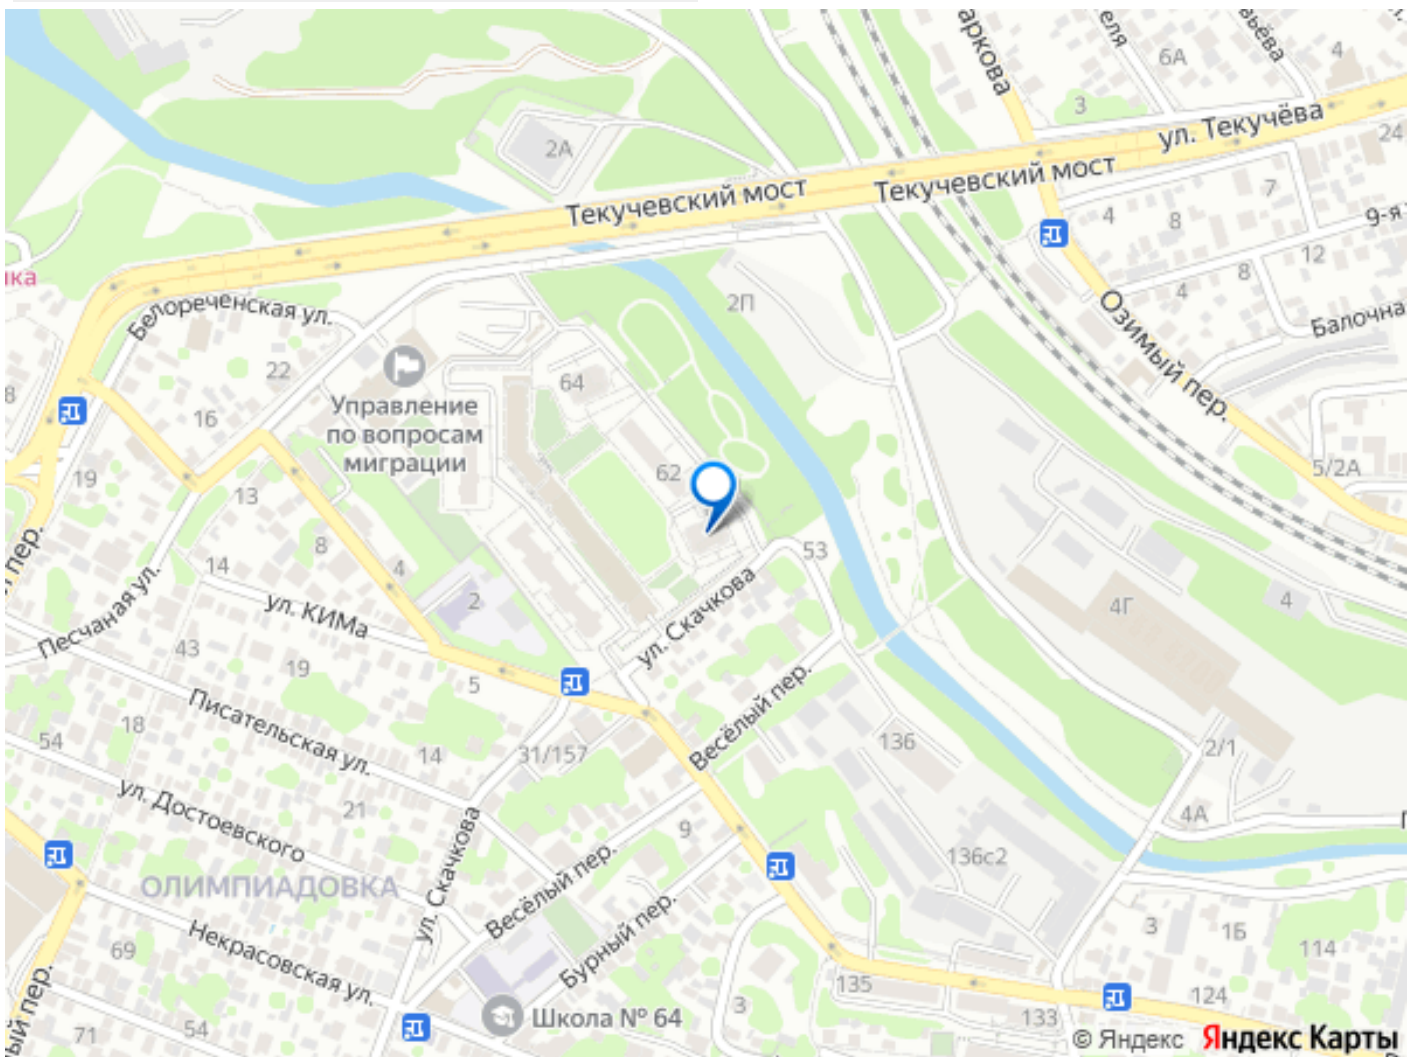 6А
4
3
ул. Текучёва
24
2А
Текучевский мост
Текучевский мост
7
4
8
9-я
12
8
4
2П
Озимый пер.
Балочна
Белореченская ул.
22
64
8
Управление
по вопросам
миграции
16
62
5/2А
19
13
53
8
14
4
2
ул. КИМа
ул. Скачкова
4Г
4
Песчаная ул.
43
19
5
Весёлый пер.
Писательская ул.
18
54
14
31/157
136
2/1
ул. Достоевского
21
ул. Скачкова
9
4А
136с2
ОЛИМПИАДОВКА
Весёлый пер.
Некрасовская ул.
69
Бурный пер.
3
1Б
114
135
124
3
Школа № 64
54
71
133
© Яндекс Яндекс Карты